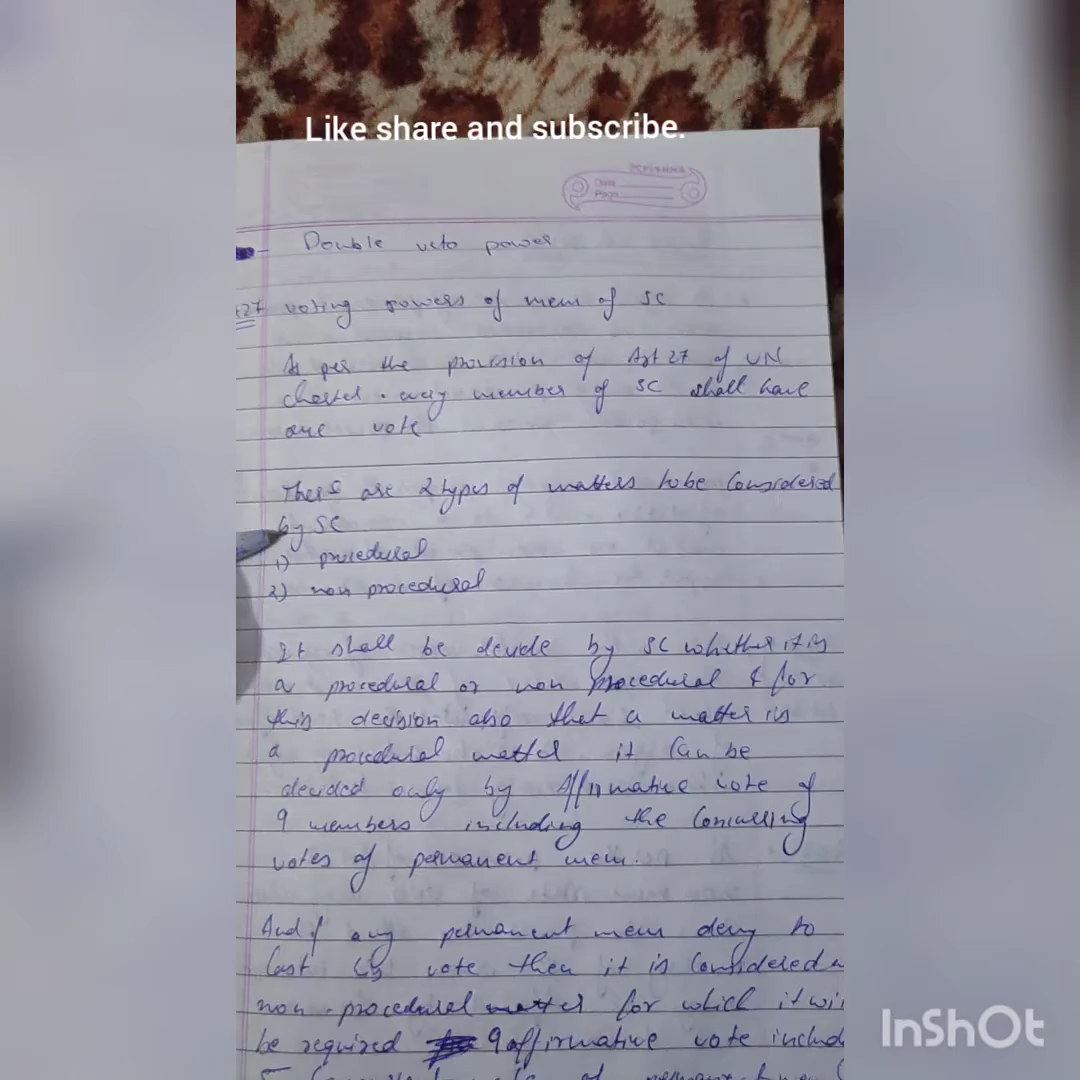 Like share and subscribe.
Date
Page
Double veto power
27 voting powers of mem of SC
As per the provision of Art 27 of UN
charter . every member of SC shall have
one vote
There are 2 types of matters to be considered
by SC
1) procedural
2) non procedural
It shall be decide by SC whether it is
a procedural or non procedural & for
this decision also that a matter is
a procedural matter it can be
decided only by Affirmative vote of
9 members including the concurring
votes of permanent mem.
And if any permanent mem deny to
cast vote then it is considered a
non-procedural matter for which it wi
be required 9 affirmative vote includ
5 of permanent
InShOt